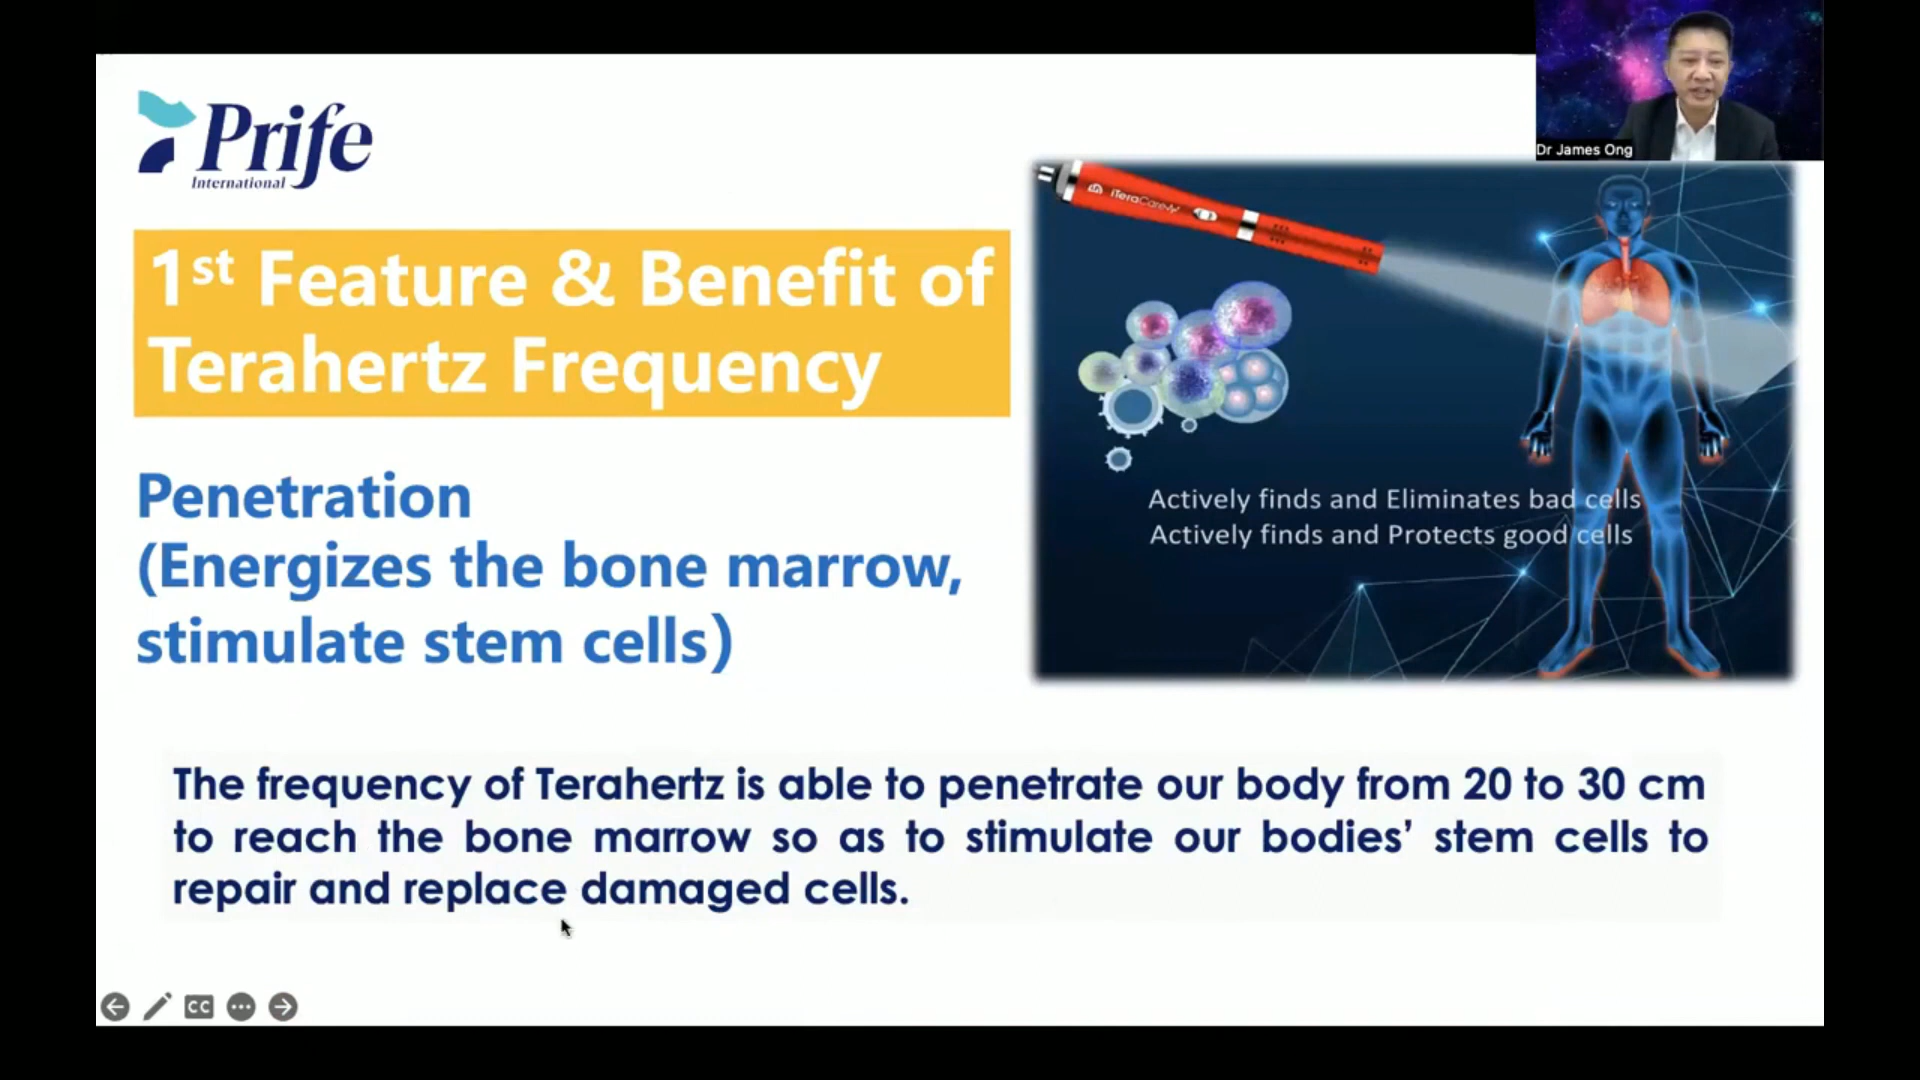 Prife
International
Dr James Ong
1st Feature & Benefit of
Terahertz Frequency
iTeraCare
Penetration
(Energizes the bone marrow,
stimulate stem cells)
Actively finds and Eliminates bad cells
Actively finds and Protects good cells
The frequency of Terahertz is able to penetrate our body from 20 to 30 cm
to reach the bone marrow so as to stimulate our bodies’ stem cells to
repair and replace damaged cells.
CC